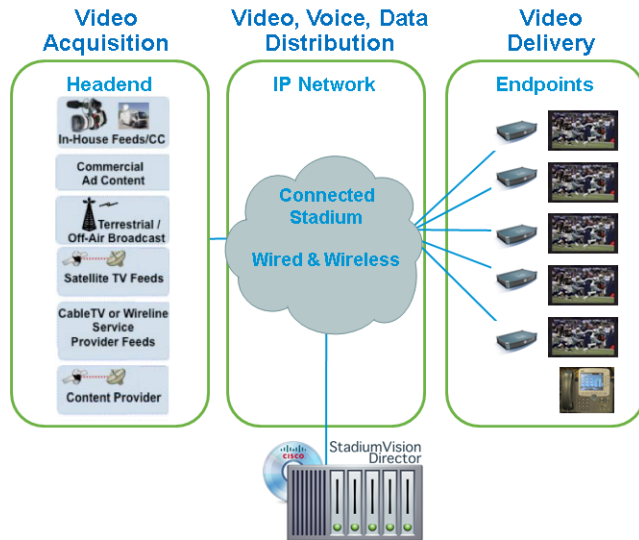 Video
Acquisition
Video, Voice, Data
Distribution
Video
Delivery
Headend
In-House Feeds/CC
Commercial
Ad Content
Terrestrial /
Off-Air Broadcast
Satellite TV Feeds
CableTV or Wireline
Service
Provider Feeds
Content Provider
IP Network
Connected
Stadium
Wired & Wireless
Endpoints
CISCO
StadiumVision
Director